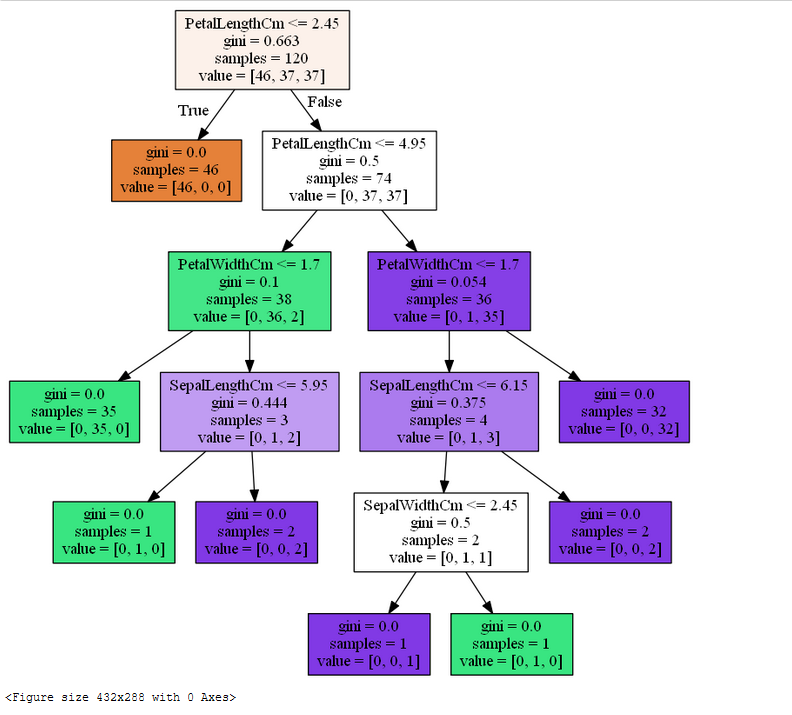 PetalLengthCm <= 2.45
gini = 0.663
samples = 120
value = [46, 37, 37]
True
False
gini = 0.0
samples = 46
value = [46, 0, 0]
PetalLengthCm <= 4.95
gini = 0.5
samples = 74
value = [0, 37, 37]
PetalWidthCm <= 1.7
gini = 0.1
samples = 38
value = [0, 36, 2]
PetalWidthCm <= 1.7
gini = 0.054
samples = 36
value = [0, 1, 35]
gini = 0.0
samples = 35
value = [0, 35, 0]
SepalLengthCm <= 5.95
gini = 0.444
samples = 3
value = [0, 1, 2]
SepalLengthCm <= 6.15
gini = 0.375
samples = 4
value = [0, 1, 3]
gini = 0.0
samples = 32
value = [0, 0, 32]
gini = 0.0
samples = 1
value = [0, 1, 0]
gini = 0.0
samples = 2
value = [0, 0, 2]
SepalWidthCm <= 2.45
gini = 0.5
samples = 2
value = [0, 1, 1]
gini = 0.0
samples = 2
value = [0, 0, 2]
gini = 0.0
samples = 1
value = [0, 0, 1]
gini = 0.0
samples = 1
value = [0, 1, 0]
<Figure size 432x288 with 0 Axes>